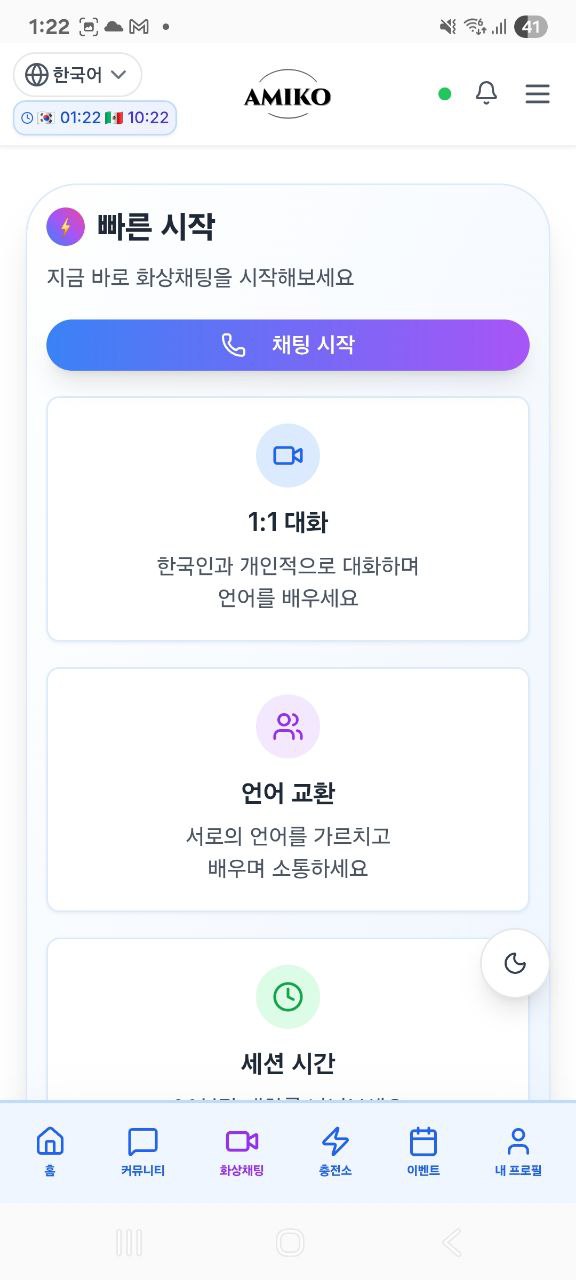 1:22
41
한국어
01:22 10:22
AMIKO
빠른 시작
지금 바로 화상채팅을 시작해보세요
채팅 시작
1:1 대화
한국인과 개인적으로 대화하며
언어를 배우세요
언어 교환
서로의 언어를 가르치고
배우며 소통하세요
세션 시간
홈
커뮤니티
화상채팅
충전소
이벤트
내 프로필